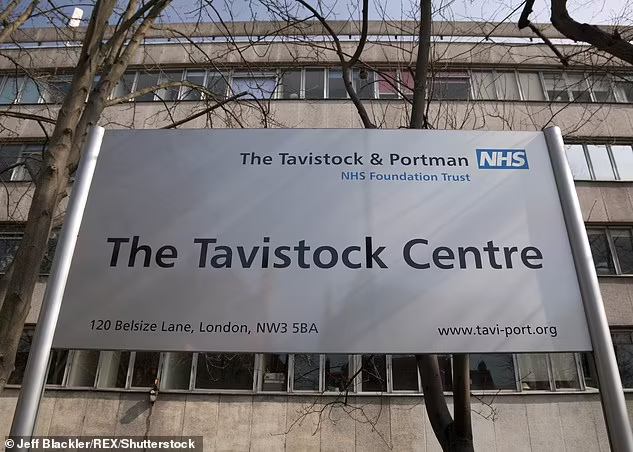 The Tavistock & Portman NHS
NHS Foundation Trust
The Tavistock Centre
120 Belsize Lane, London, NW3 5BA
www.tavi-port.org
© Jeff Blackler/REX/Shutterstock